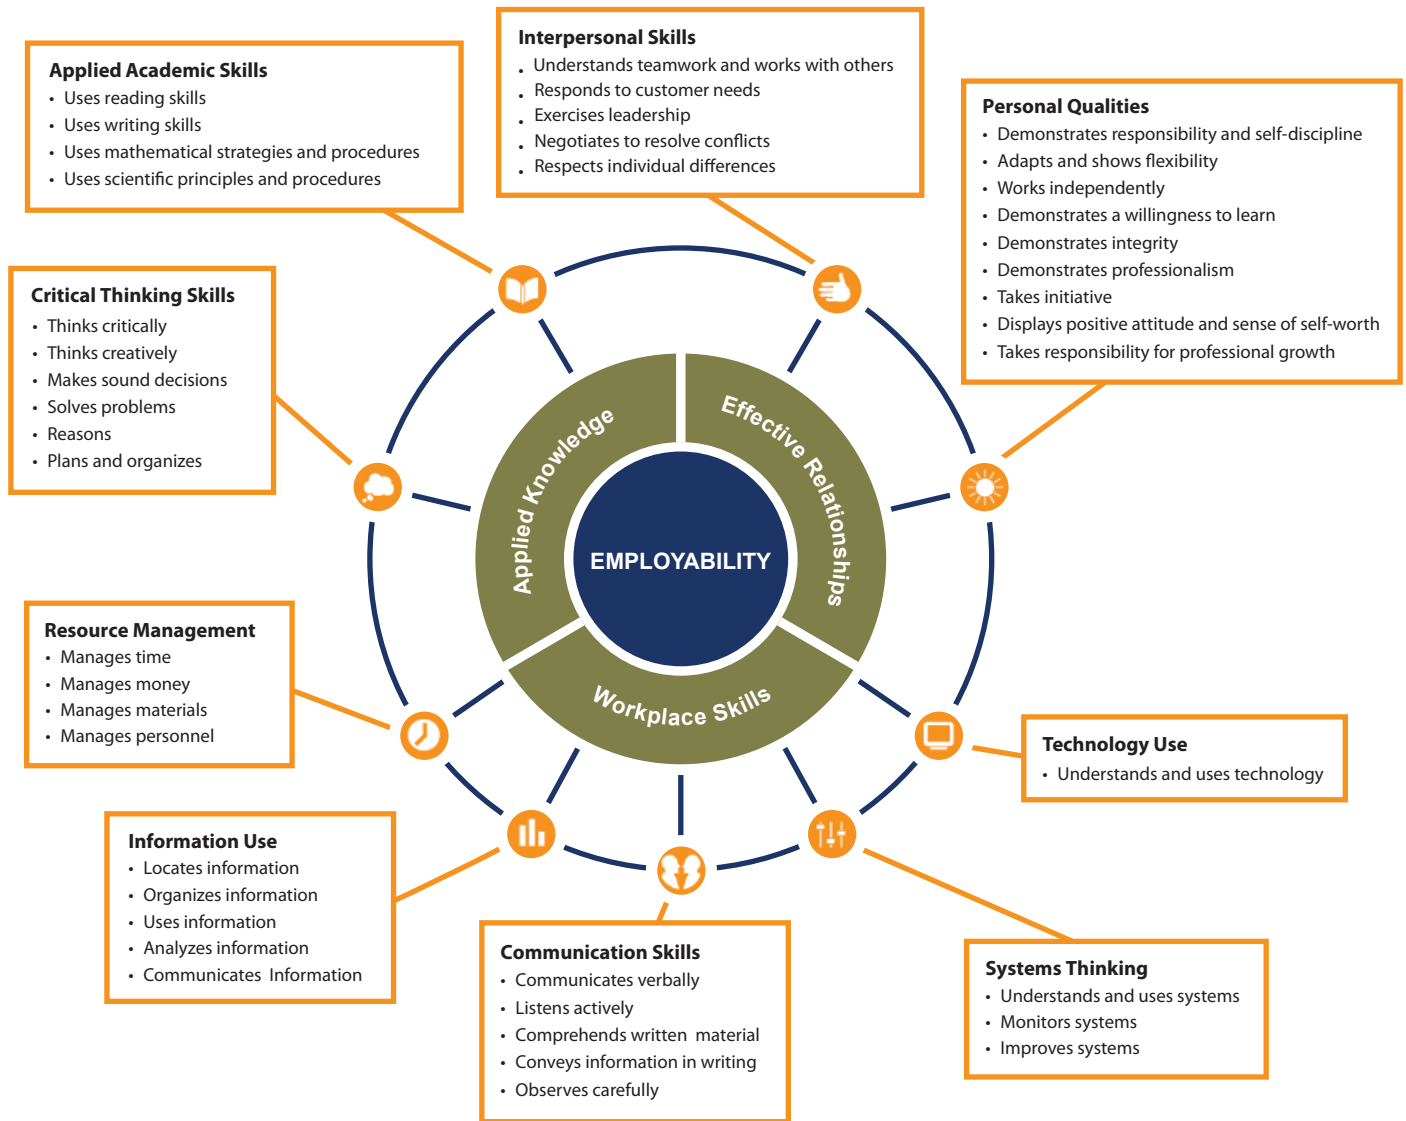 Applied Academic Skills
• Uses reading skills
• Uses writing skills
• Uses mathematical strategies and procedures
• Uses scientific principles and procedures
Interpersonal Skills
• Understands teamwork and works with others
• Responds to customer needs
• Exercises leadership
• Negotiates to resolve conflicts
• Respects individual differences
Personal Qualities
• Demonstrates responsibility and self-discipline
• Adapts and shows flexibility
• Works independently
• Demonstrates a willingness to learn
• Demonstrates integrity
• Demonstrates professionalism
• Takes initiative
• Displays positive attitude and sense of self-worth
• Takes responsibility for professional growth
Critical Thinking Skills
• Thinks critically
• Thinks creatively
• Makes sound decisions
• Solves problems
• Reasons
• Plans and organizes
Applied Knowledge
Effective Relationships
EMPLOYABILITY
Workplace Skills
Resource Management
• Manages time
• Manages money
• Manages materials
• Manages personnel
Technology Use
• Understands and uses technology
Information Use
• Locates information
• Organizes information
• Uses information
• Analyzes information
• Communicates Information
Communication Skills
• Communicates verbally
• Listens actively
• Comprehends written material
• Conveys information in writing
• Observes carefully
Systems Thinking
• Understands and uses systems
• Monitors systems
• Improves systems